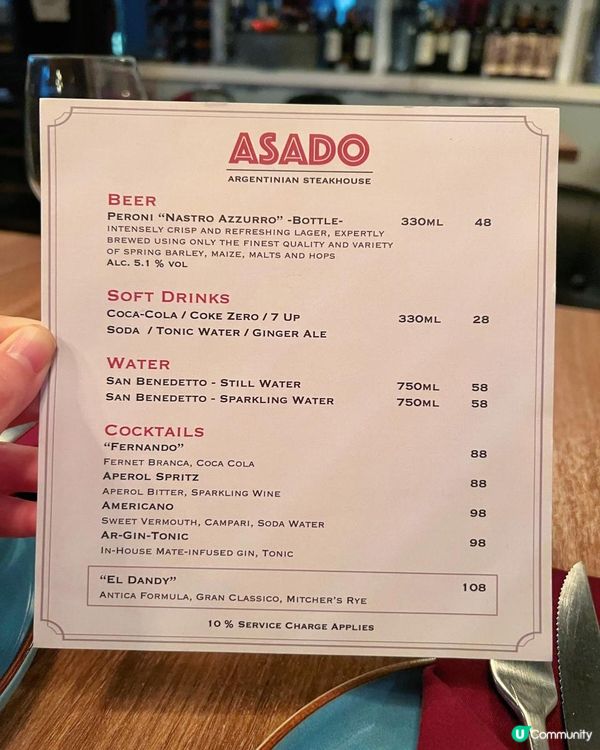 ASADO
ARGENTINIAN STEAKHOUSE
BEER
PERONI "NASTRO AZZURRO" -BOTTLE- 330ML 48
INTENSELY CRISP AND REFRESHING LAGER, EXPERTLY
BREWED USING ONLY THE FINEST QUALITY AND VARIETY
OF SPRING BARLEY, MAIZE, MALTS AND HOPS
ALC. 5.1 % VOL
SOFT DRINKS
COCA-COLA / COKE ZERO / 7 UP 330ML 28
SODA / TONIC WATER / GINGER ALE
WATER
SAN BENEDETTO - STILL WATER 750ML 58
SAN BENEDETTO - SPARKLING WATER 750ML 58
COCKTAILS
"FERNANDO" 88
FERNET BRANCA, COCA COLA
APEROL SPRITZ 88
APEROL BITTER, SPARKLING WINE
AMERICANO 98
SWEET VERMOUTH, CAMPARI, SODA WATER
AR-GIN-TONIC 98
IN-HOUSE MATE-INFUSED GIN, TONIC
"EL DANDY" 108
ANTICA FORMULA, GRAN CLASSICO, MITCHER'S RYE
10 % SERVICE CHARGE APPLIES
U Community